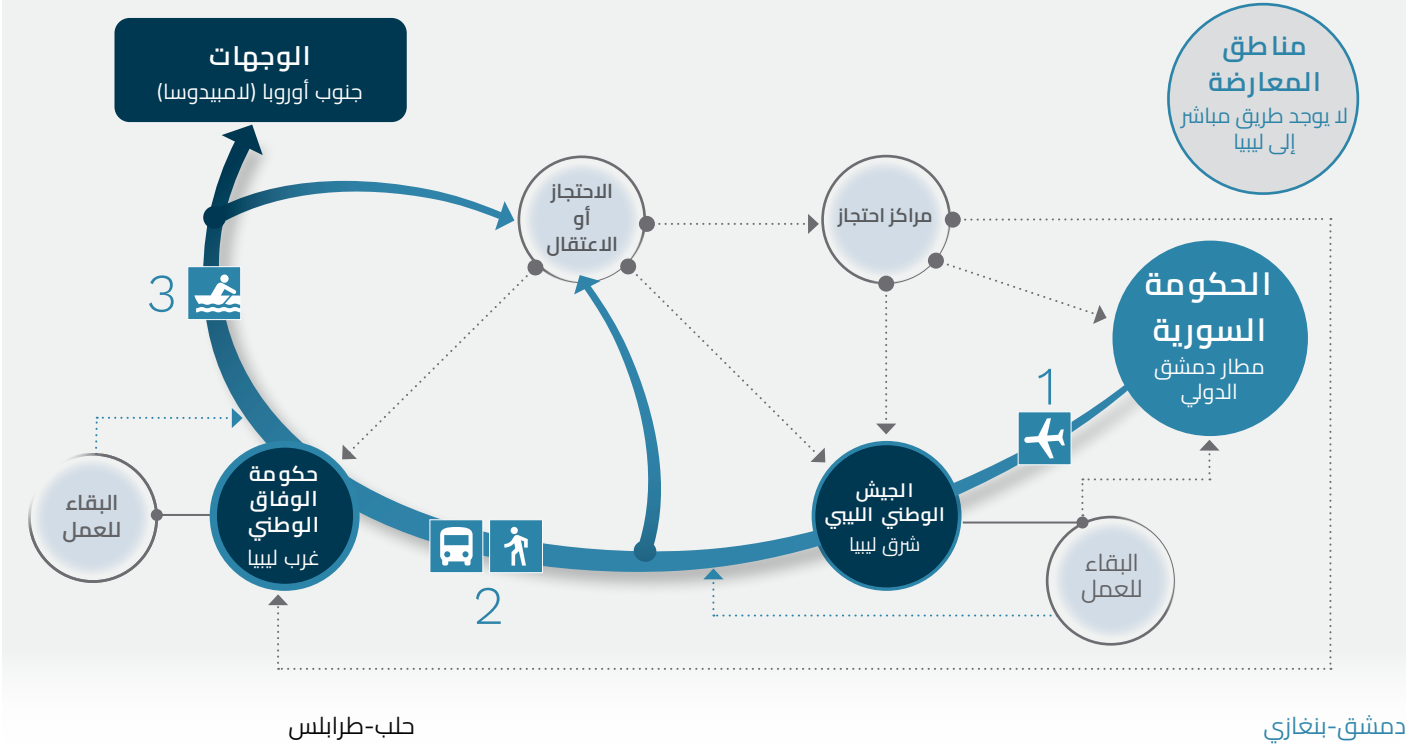 مناطق
المعارضة
لا يوجد طريق مباشر
إلى ليبيا
الوجهات
جنوب أوروبا (لامبيدوسا)
الاحتجاز
أو
الاعتقال
مراكز احتجاز
الحكومة
السورية
مطار دمشق
الدولي
1
3
حكومة
الوفاق
الوطني
غرب ليبيا
البقاء
للعمل
2
الجيش
الوطني الليبي
شرق ليبيا
البقاء
للعمل
دمشق-بنغازي
حلب-طرابلس